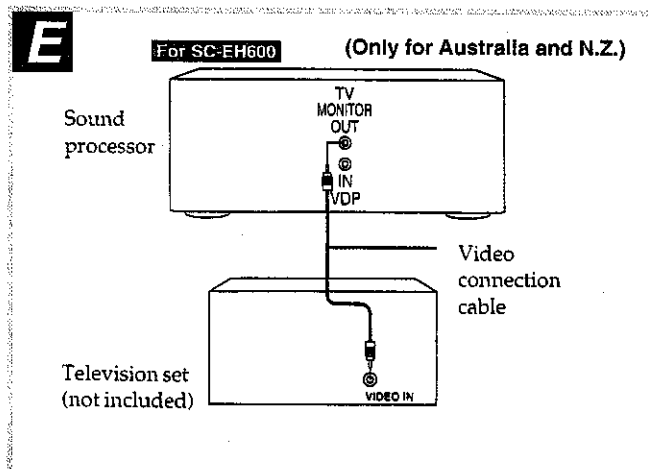 E
For SC-EH600
(Only for Australia and N.Z.)
Sound
processor
TV
MONITOR
OUT
IN
VDP
Video
connection
cable
Television set
(not included)
VIDEO IN